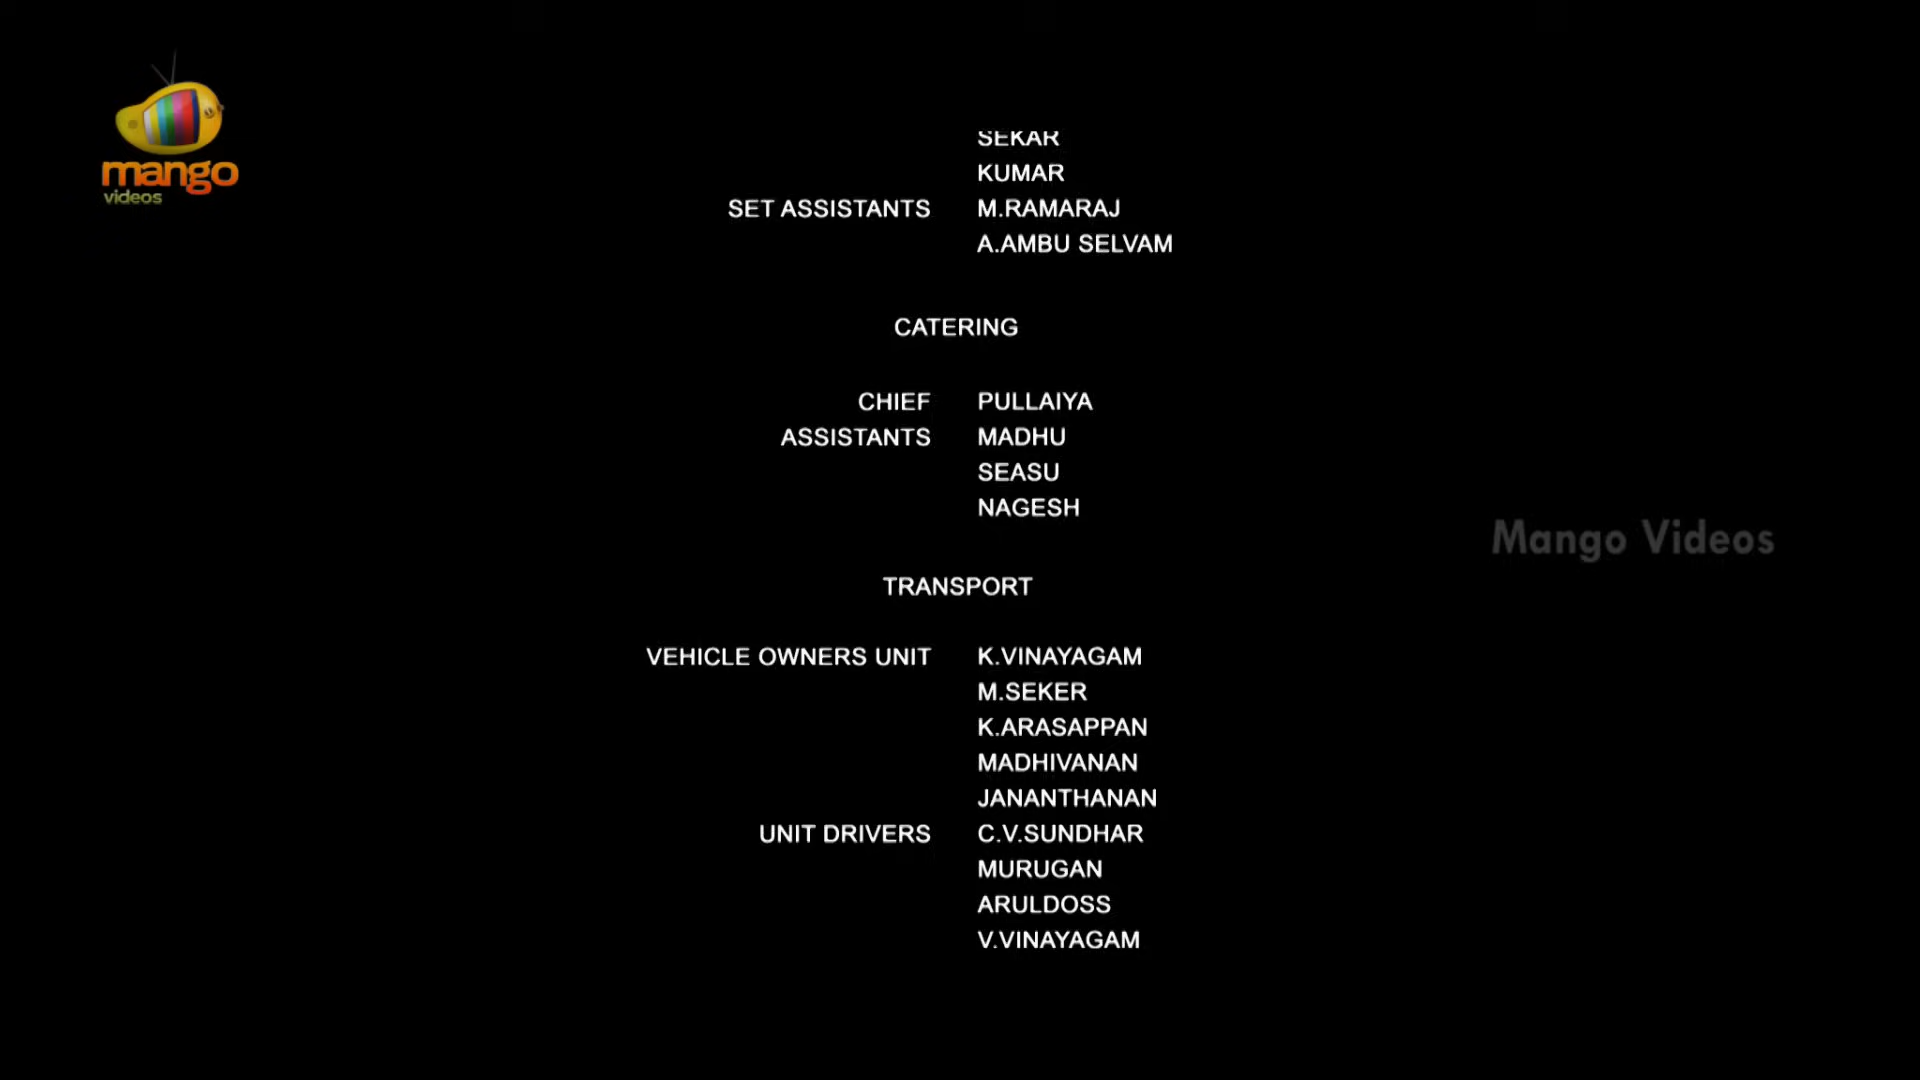 mango
videos
SEKAR
KUMAR
SET ASSISTANTS M.RAMARAJ
A.AMBU SELVAM
CATERING
CHIEF PULLAIYA
ASSISTANTS MADHU
SEASU
NAGESH
Mango Videos
TRANSPORT
VEHICLE OWNERS UNIT K.VINAYAGAM
M.SEKER
K.ARASAPPAN
MADHIVANAN
JANANTHANAN
UNIT DRIVERS C.V.SUNDHAR
MURUGAN
ARULDOSS
V.VINAYAGAM